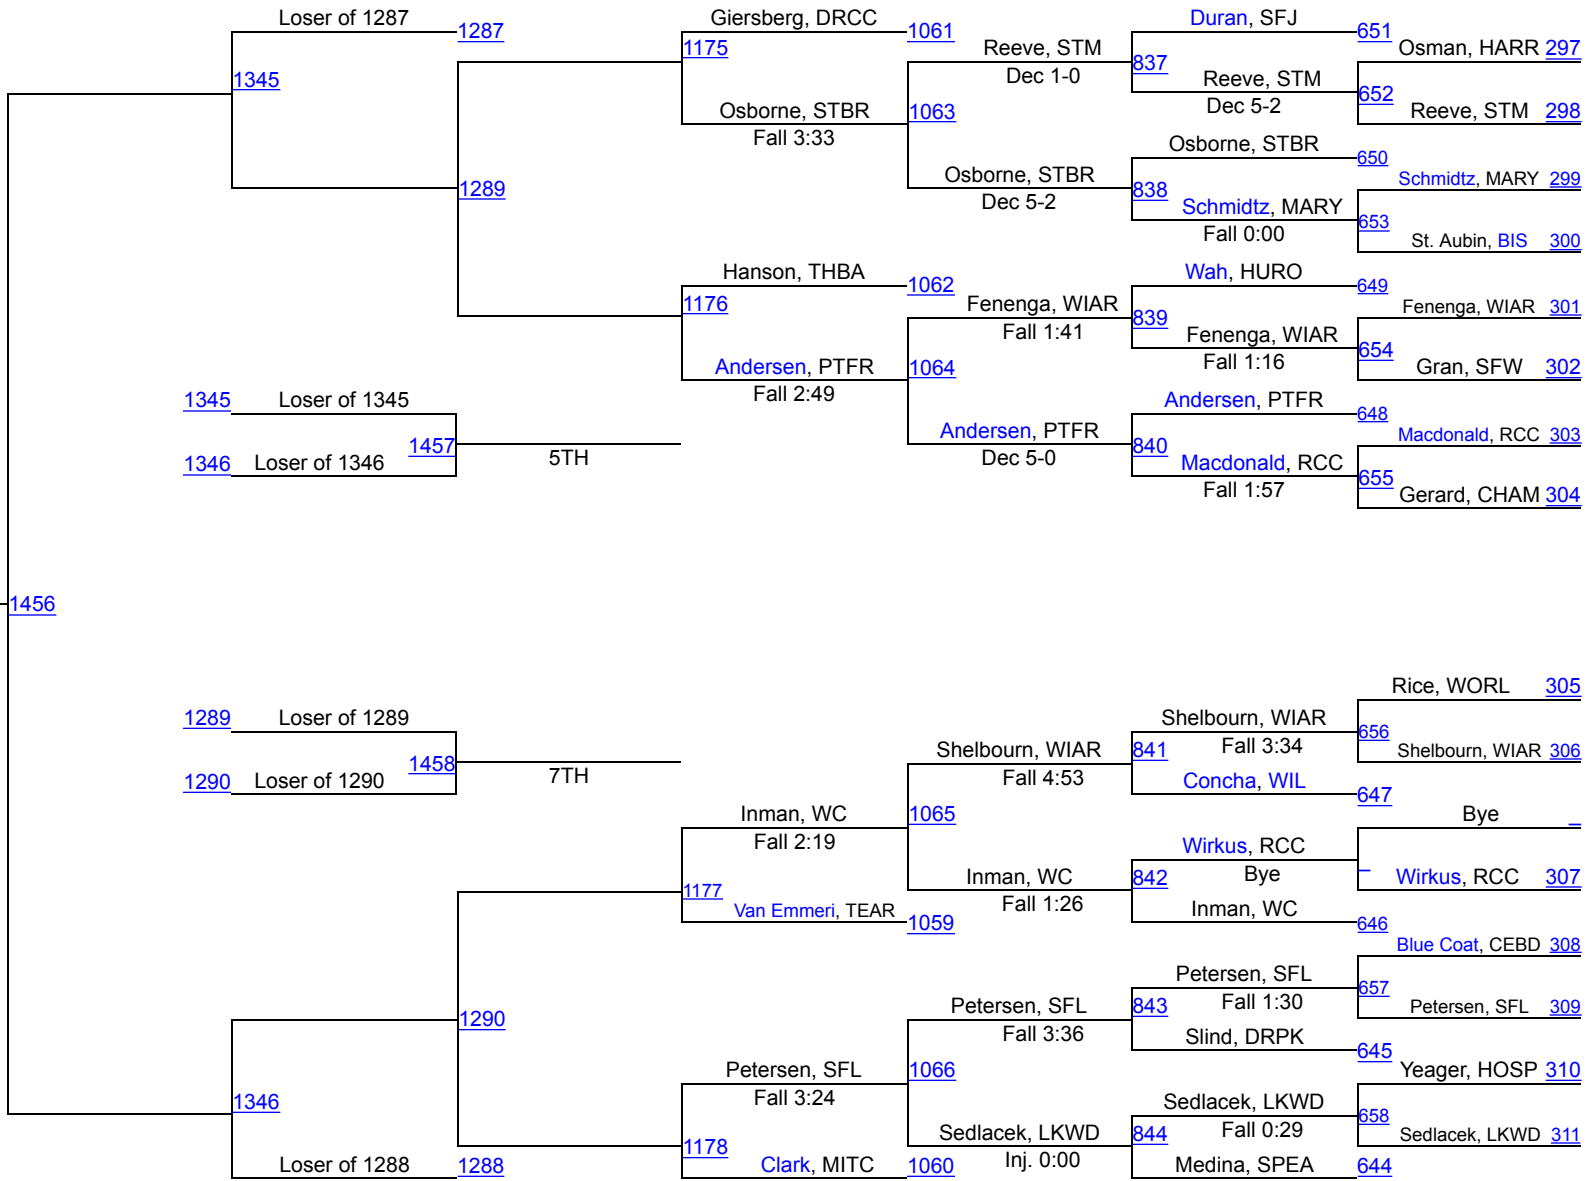 Loser of 1287 1287
1345
1289
1345 Loser of 1345
1457 5TH
1346 Loser of 1346
1456
1289 Loser of 1289
1458 7TH
1290 Loser of 1290
1290
1346
Loser of 1288 1288
Giersberg, DRCC 1061
1175
Osborne, STBR
Fall 3:33
Hanson, THBA 1062
1176
Andersen, PTFR
Fall 2:49
Inman, WC
Fall 2:19
1177
Van Emmeri, TEAR 1059
Petersen, SFL
Fall 3:24
1178
Clark, MITC 1060
Reeve, STM
Dec 1-0
1063
Osborne, STBR
Dec 5-2
Fenenga, WIAR
Fall 1:41
1064
Andersen, PTFR
Dec 5-0
Shelbourn, WIAR
Fall 4:53
1065
Inman, WC
Fall 1:26
Petersen, SFL
Fall 3:36
1066
Sedlacek, LKWD
Inj. 0:00
Duran, SFJ 651
837
Reeve, STM
Dec 5-2
Osborne, STBR 650
838
Schmidtz, MARY
Fall 0:00
Wah, HURO 649
839
Fenenga, WIAR
Fall 1:16
Andersen, PTFR 648
840
Macdonald, RCC
Fall 1:57
Shelbourn, WIAR
841 Fall 3:34
Concha, WIL 647
Wirkus, RCC
842 Bye
Inman, WC 646
Petersen, SFL
843 Fall 1:30
Slind, DRPK 645
Sedlacek, LKWD
844 Fall 0:29
Medina, SPEA 644
Osman, HARR 297
652
Reeve, STM 298
Schmidtz, MARY 299
653
St. Aubin, BIS 300
Fenenga, WIAR 301
654
Gran, SFW 302
Macdonald, RCC 303
655
Gerard, CHAM 304
Rice, WORL 305
656
Shelbourn, WIAR 306
Bye _
_
Wirkus, RCC 307
Blue Coat, CEBD 308
657
Petersen, SFL 309
Yeager, HOSP 310
658
Sedlacek, LKWD 311